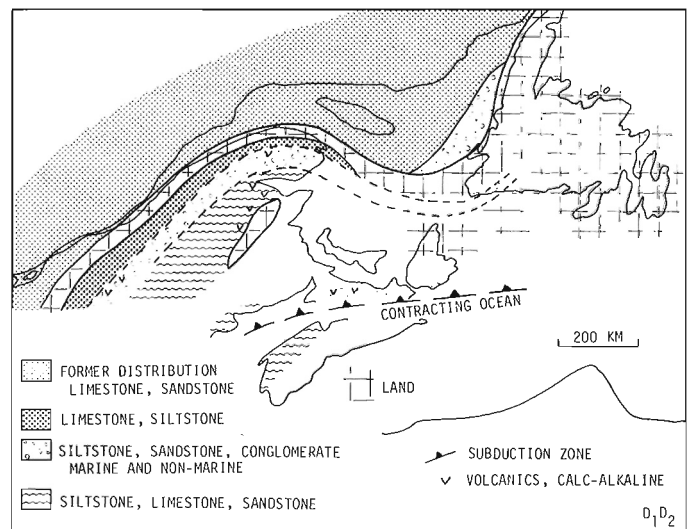 CONTRACTING OCEAN
200 KM
FORMER DISTRIBUTION
LIMESTONE, SANDSTONE
LIMESTONE, SILTSTONE
SILTSTONE, SANDSTONE, CONGLOMERATE
MARINE AND NON-MARINE
SILTSTONE, LIMESTONE, SANDSTONE
LAND
SUBDUCTION ZONE
VOLCANICS, CALC-ALKALINE
D₁D₂